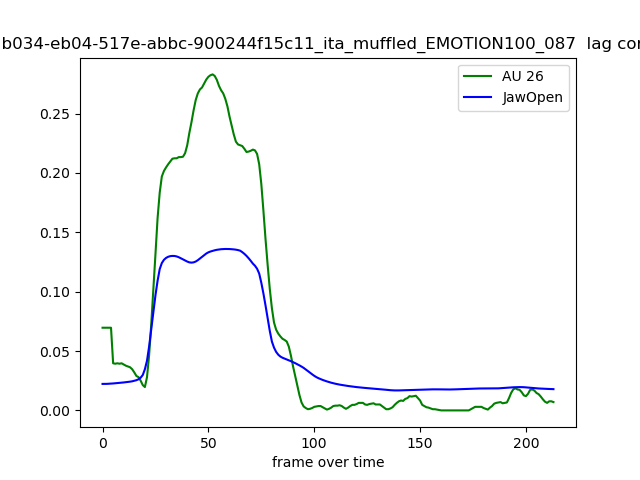 b034-eb04-517e-abbc-900244f15c11_ita_muffled_EMOTION100_087 lag
AU 26
JawOpen
0.25
0.20
0.15
0.10
0.05
0.00
0
50
100
150
200
frame over time